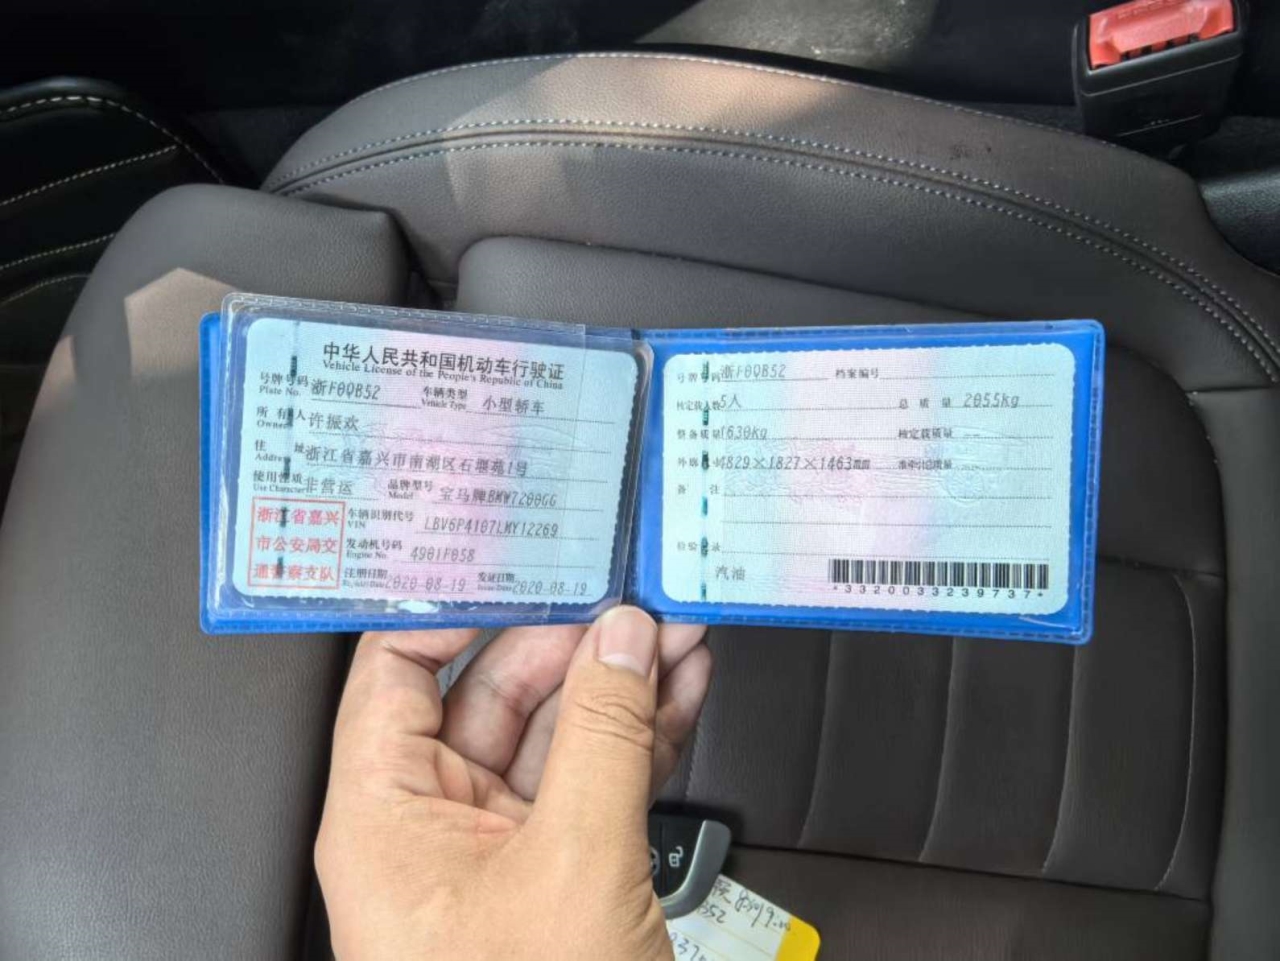 中华人民共和国机动车行驶证
Vehicle License of the People's Republic of China
号牌号码 浙F0QB52 车辆类型 小型轿车
Plate No. Vehicle Type
所有人 许振欢
Owner
住 址 浙江省嘉兴市南湖区石堰苑1号
Address
使用性质 非营运 品牌型号 宝马牌BMW7200GG
Use Character Model
浙江省嘉兴
市公安局交
通警察支队
车辆识别代号 LBV6P4107LMY12269
VIN
发动机号码 4901F058
Engine No.
注册日期 2020-08-19 发证日期 2020-08-19
Issue Date
号牌号码 浙F0QB52 档案编号
核定载人数 5人 总 质 量 2055kg
整备质量 1630kg 核定载质量 --
外廓 4829×1827×1463 --
备 注
检验记录
汽油
*3320033239737*